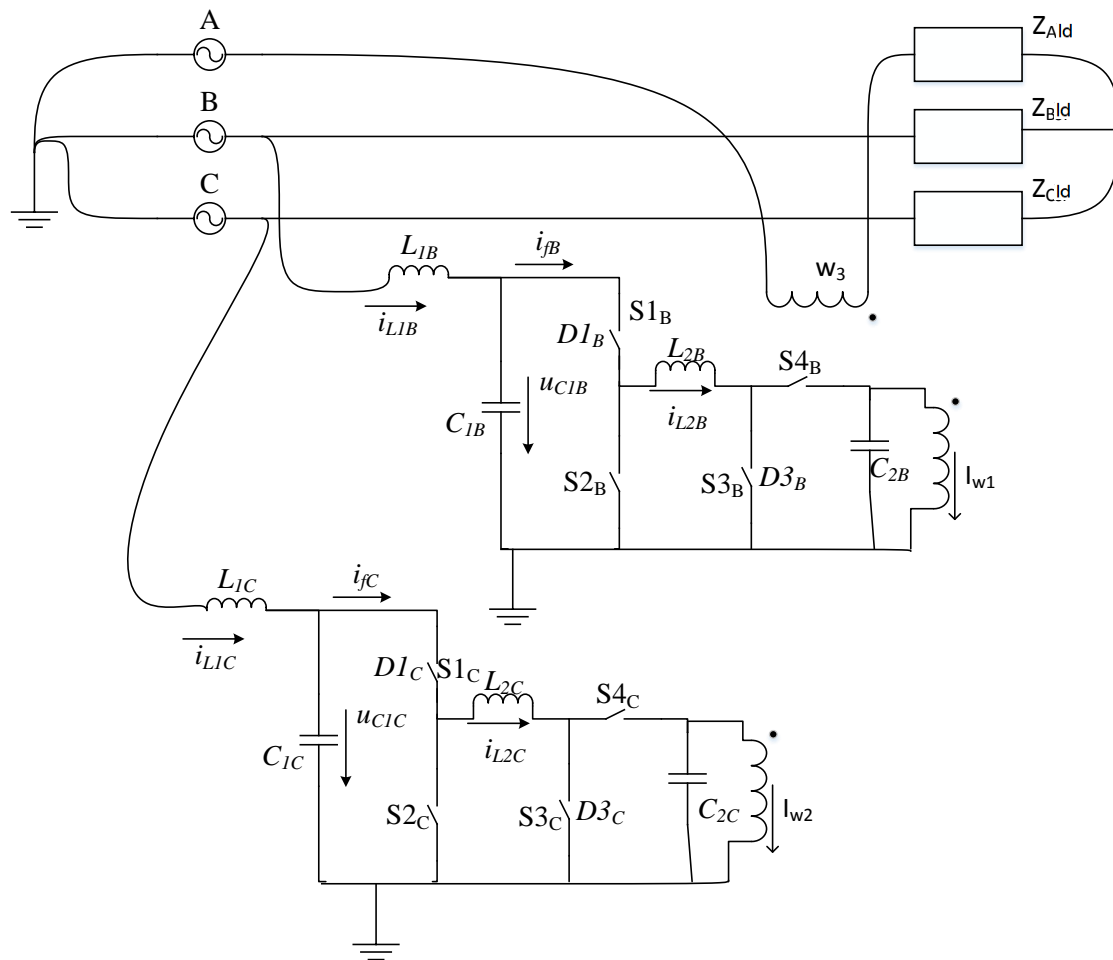 A
Z_Ald
B
Z_Bld
C
Z_Cld
L_1B
i_fB
w_3
i_L1B
S1_B
D1_B
L_2B
S4_B
u_C1B
C_1B
i_L2B
S2_B
S3_B
D3_B
C_2B
I_w1
L_1C
i_fC
i_L1C
D1_C
S1_C
L_2C
S4_C
u_C1C
C_1C
i_L2C
S2_C
S3_C
D3_C
C_2C
I_w2